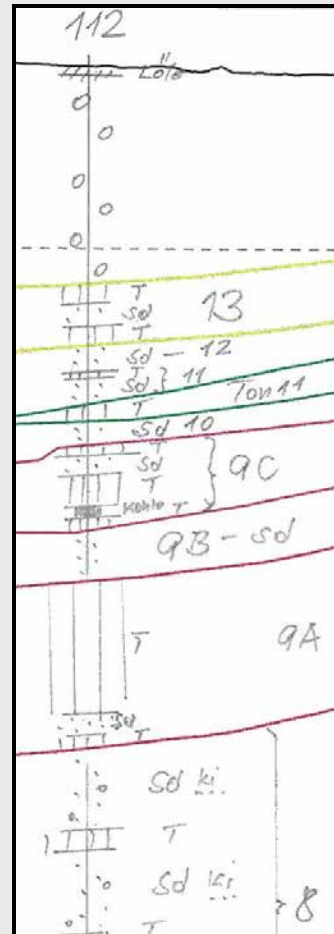 112
Löß
T
Sd 13
T
Sd - 12
T
Sd } 11
T Ton 11
Sd 10
T
Sd
T 9C
Kohle T
9B - Sd
T 9A
Sd
T
Sd ki
T
Sd ki
8
T